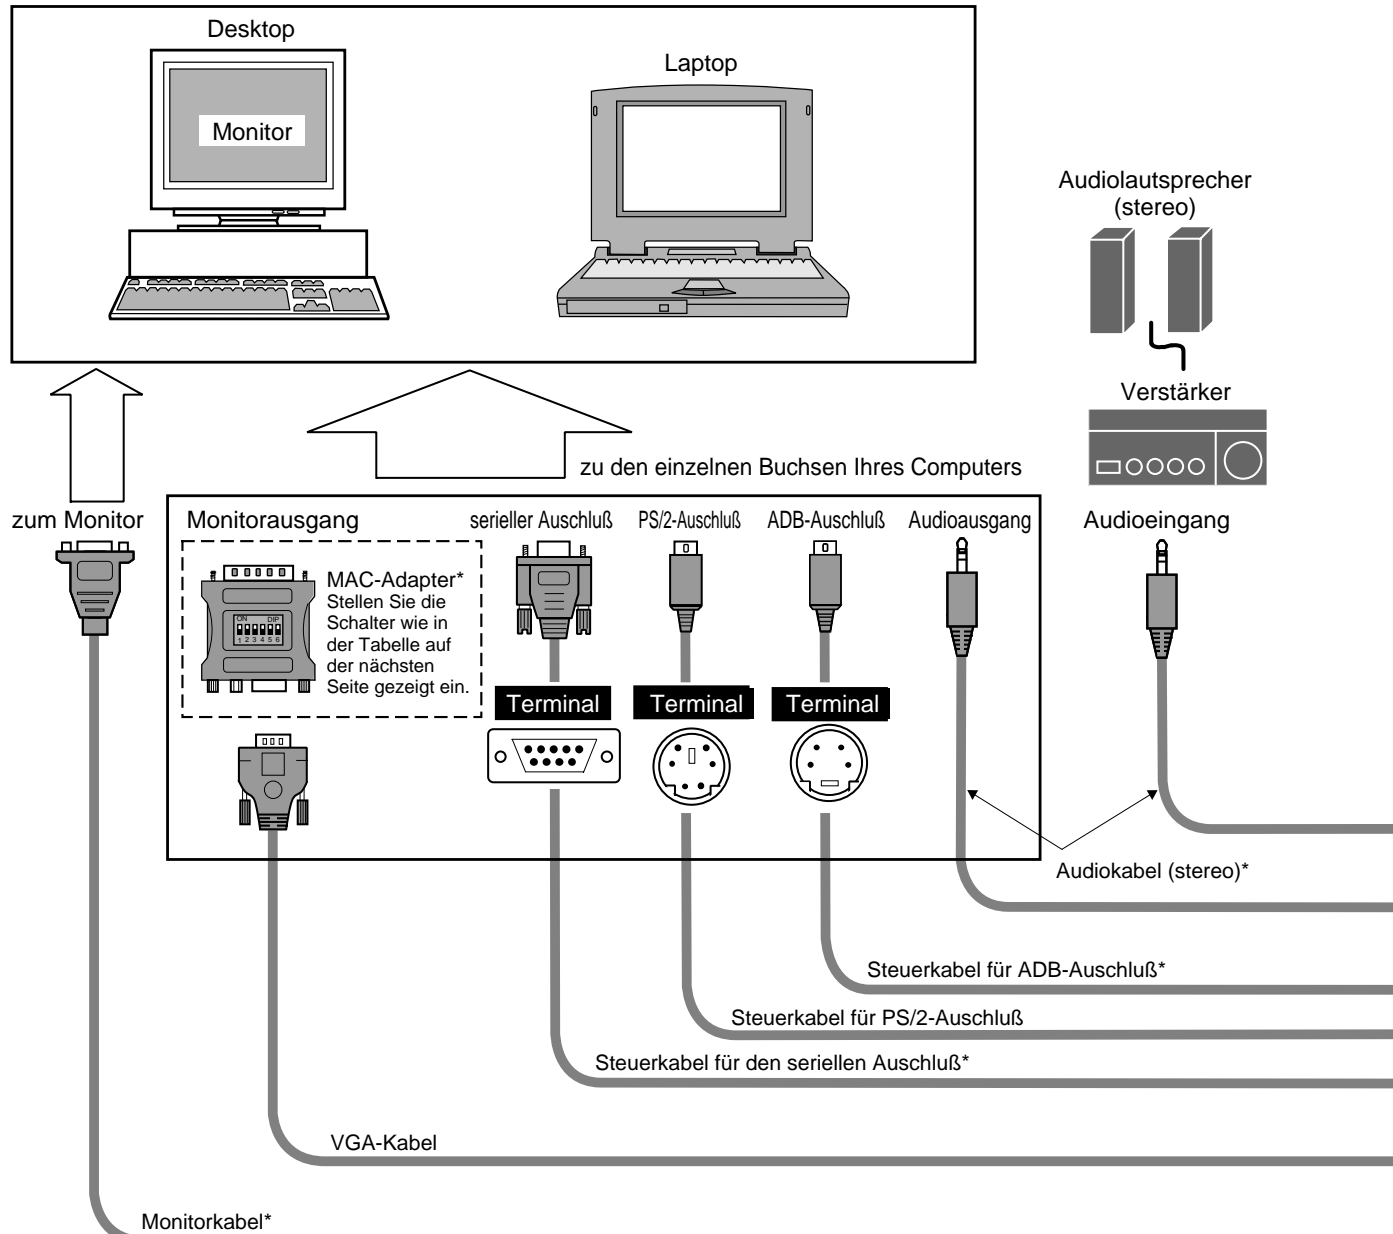 Desktop
Laptop
Monitor
Audiolautsprecher
(stereo)
Verstärker
zu den einzelnen Buchsen Ihres Computers
zum Monitor
Monitorausgang
serieller Auschluß
PS/2-Auschluß
ADB-Auschluß
Audioausgang
Audioeingang
MAC-Adapter*
Stellen Sie die
Schalter wie in
der Tabelle auf
der nächsten
Seite gezeigt ein.
ON DIP
1 2 3 4 5 6
Terminal
Terminal
Terminal
Audiokabel (stereo)*
Steuerkabel für ADB-Auschluß*
Steuerkabel für PS/2-Auschluß
Steuerkabel für den seriellen Auschluß*
VGA-Kabel
Monitorkabel*